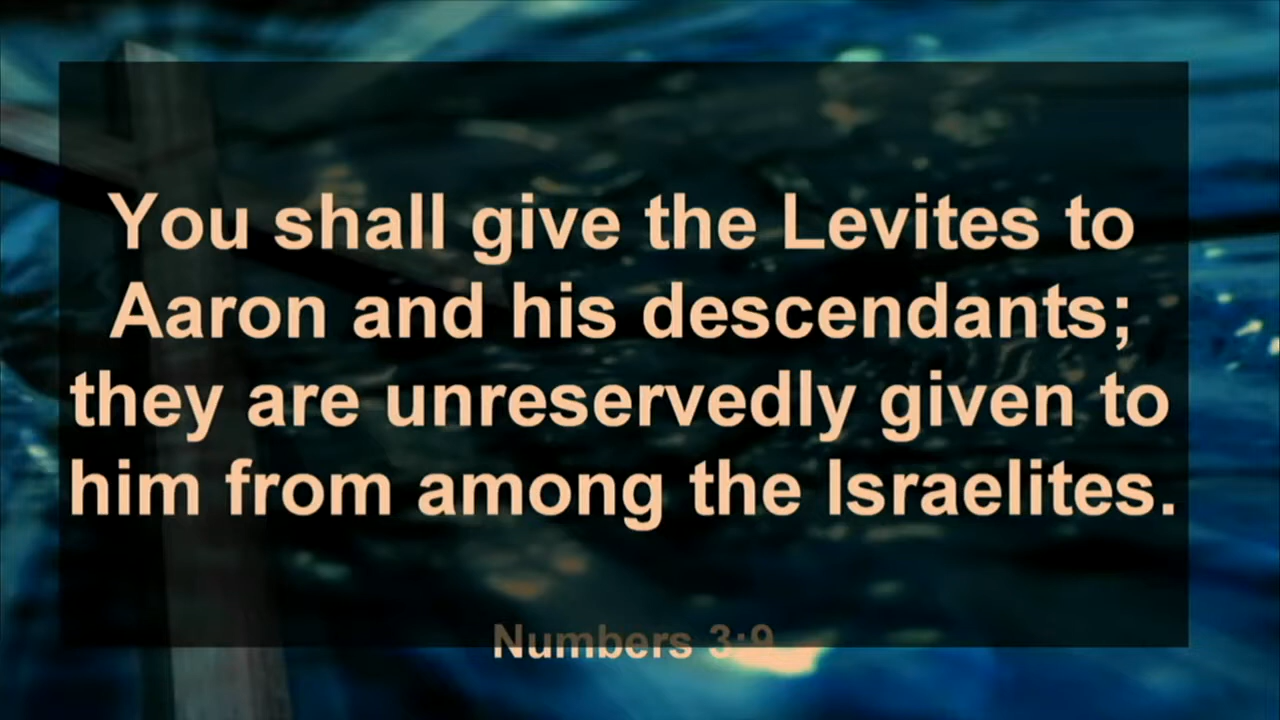 You shall give the Levites to
Aaron and his descendants;
they are unreservedly given to
him from among the Israelites.
Numbers 3:9